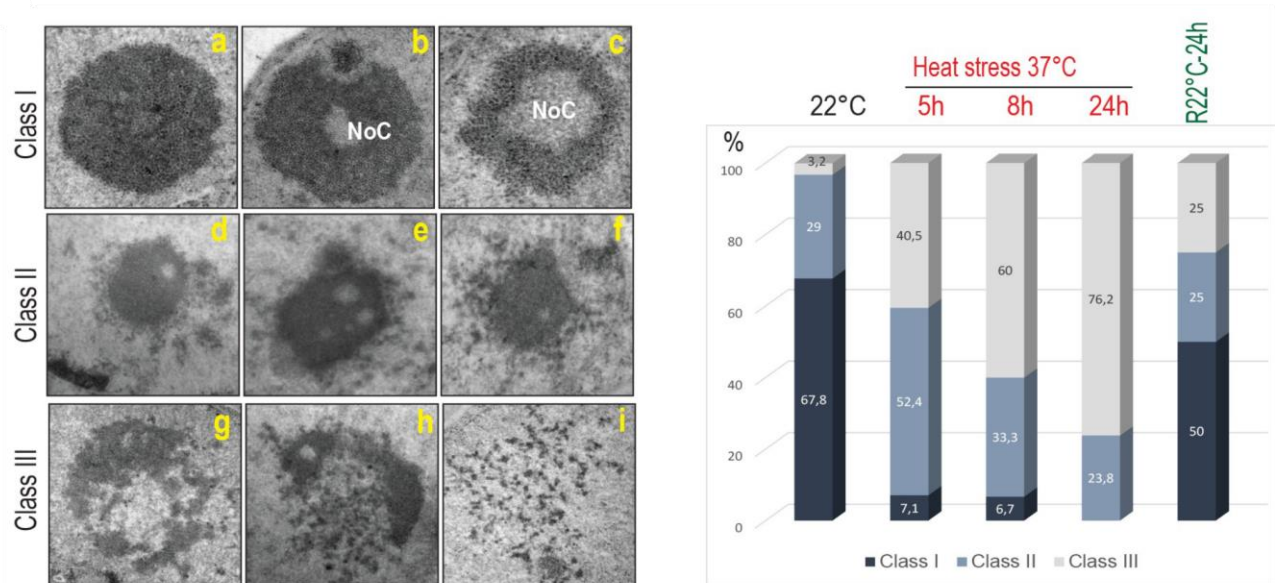 Class I
a
b
c
NoC
NoC
Class II
d
e
f
Class III
g
h
i
Heat stress 37°C
22°C 5h 8h 24h R22°C-24h
%
100
80
60
40
20
0
3,2
29
67,8
40,5
52,4
7,1
60
33,3
6,7
76,2
23,8
25
25
50
Class I Class II Class III